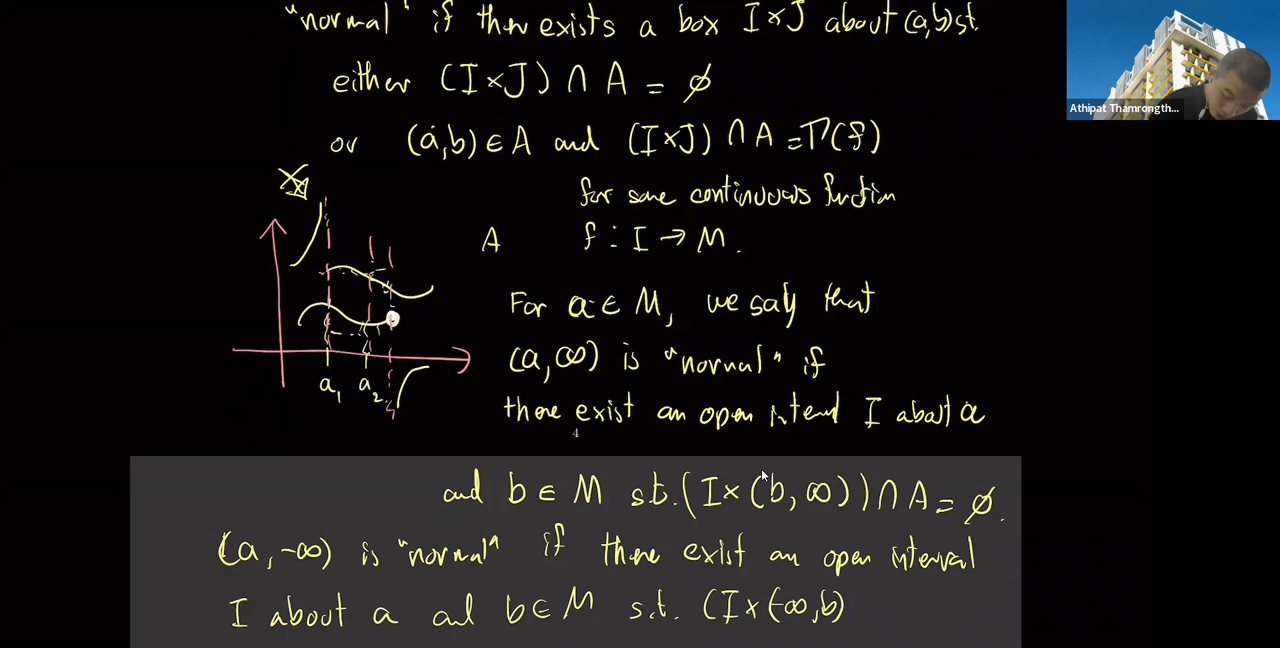 "normal" if there exists a box I×J about (a,b) st.
Athipat Thamrongth...
either (I×J) ∩ A = ∅
or (a,b) ∈ A and (I×J) ∩ A = Γ(f)
for some continuous function
A f : I → M.
For a ∈ M, we say that
(a,∞) is "normal" if
a₁ a₂
there exist an open interval I about a
and b ∈ M s.t. (I×(b,∞)) ∩ A = ∅.
(a,-∞) is "normal" if there exist an open interval
I about a and b ∈ M s.t. (I×(-∞,b)